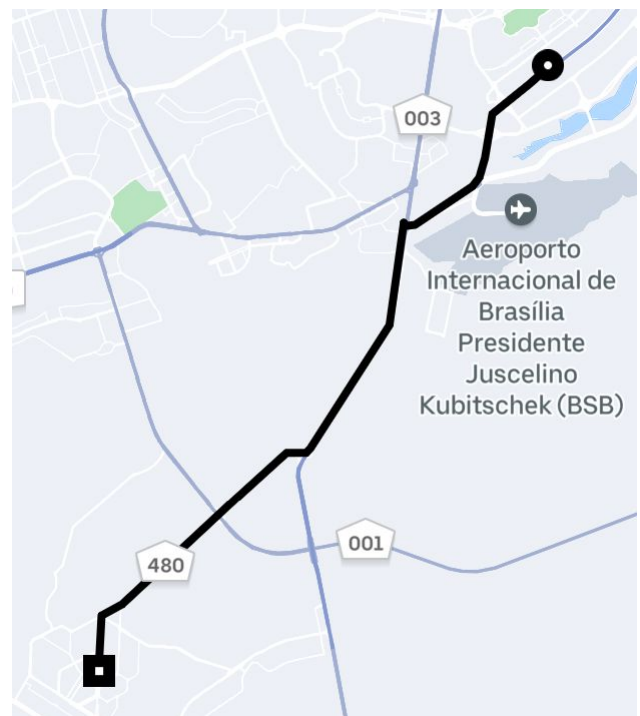 003
Aeroporto
Internacional de
Brasília
Presidente
Juscelino
Kubitschek (BSB)
001
480